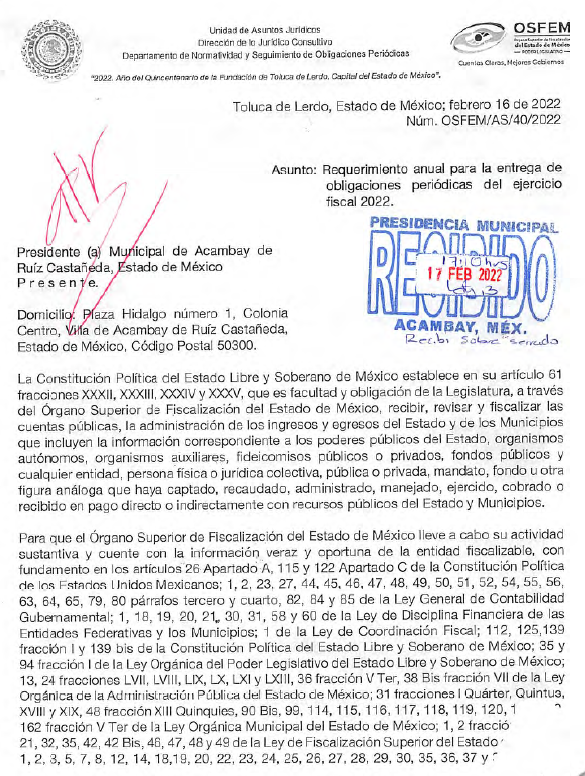 Unidad de Asuntos Jurídicos
Dirección de lo Jurídico Consultivo
Departamento de Normatividad y Seguimiento de Obligaciones Periódicas
OSFEM
del Estado de México
PODER LEGISLATIVO
Cuentas Claras, Mejores Gobiernos
"2022. Año del Quincentenario de la Fundación de Toluca de Lerdo, Capital del Estado de México".
Toluca de Lerdo, Estado de México; febrero 16 de 2022
Núm. OSFEM/AS/40/2022
Asunto: Requerimiento anual para la entrega de
obligaciones periódicas del ejercicio
fiscal 2022.
PRESIDENCIA MUNICIPAL
RECIBIDO
17:10 hrs
17 FEB 2022
ACAMBAY, MÉX.
Recibi Sobre cerrado
Presidente (a) Municipal de Acambay de
Ruíz Castañeda, Estado de México
P r e s e n t e.
Domicilio: Plaza Hidalgo número 1, Colonia
Centro, Villa de Acambay de Ruíz Castañeda,
Estado de México, Código Postal 50300.
La Constitución Política del Estado Libre y Soberano de México establece en su artículo 61
fracciones XXXII, XXXIII, XXXIV y XXXV, que es facultad y obligación de la Legislatura, a través
del Órgano Superior de Fiscalización del Estado de México, recibir, revisar y fiscalizar las
cuentas públicas, la administración de los ingresos y egresos del Estado y de los Municipios
que incluyen la información correspondiente a los poderes públicos del Estado, organismos
autónomos, organismos auxiliares, fideicomisos públicos o privados, fondos públicos y
cualquier entidad, persona física o jurídica colectiva, pública o privada, mandato, fondo u otra
figura análoga que haya captado, recaudado, administrado, manejado, ejercido, cobrado o
recibido en pago directo o indirectamente con recursos públicos del Estado y Municipios.
Para que el Órgano Superior de Fiscalización del Estado de México lleve a cabo su actividad
sustantiva y cuente con la información veraz y oportuna de la entidad fiscalizable, con
fundamento en los artículos 26 Apartado A, 115 y 122 Apartado C de la Constitución Política
de los Estados Unidos Mexicanos; 1, 2, 23, 27, 44, 45, 46, 47, 48, 49, 50, 51, 52, 54, 55, 56,
63, 64, 65, 79, 80 párrafos tercero y cuarto, 82, 84 y 85 de la Ley General de Contabilidad
Gubernamental; 1, 18, 19, 20, 21, 30, 31, 58 y 60 de la Ley de Disciplina Financiera de las
Entidades Federativas y los Municipios; 1 de la Ley de Coordinación Fiscal; 112, 125,139
fracción I y 139 bis de la Constitución Política del Estado Libre y Soberano de México; 35 y
94 fracción I de la Ley Orgánica del Poder Legislativo del Estado Libre y Soberano de México;
13, 24 fracciones LVII, LVIII, LIX, LX, LXI y LXIII, 36 fracción V Ter, 38 Bis fracción VII de la Ley
Orgánica de la Administración Pública del Estado de México; 31 fracciones I Quárter, Quintus,
XVIII y XIX, 48 fracción XIII Quinquies, 90 Bis, 99, 114, 115, 116, 117, 118, 119, 120, 1
162 fracción V Ter de la Ley Orgánica Municipal del Estado de México; 1, 2 fracció
21, 32, 35, 42, 42 Bis, 46, 47, 48 y 49 de la Ley de Fiscalización Superior del Estado
1, 2, 3, 5, 7, 8, 12, 14, 18,19, 20, 22, 23, 24, 25, 26, 27, 28, 29, 30, 35, 36, 37 y